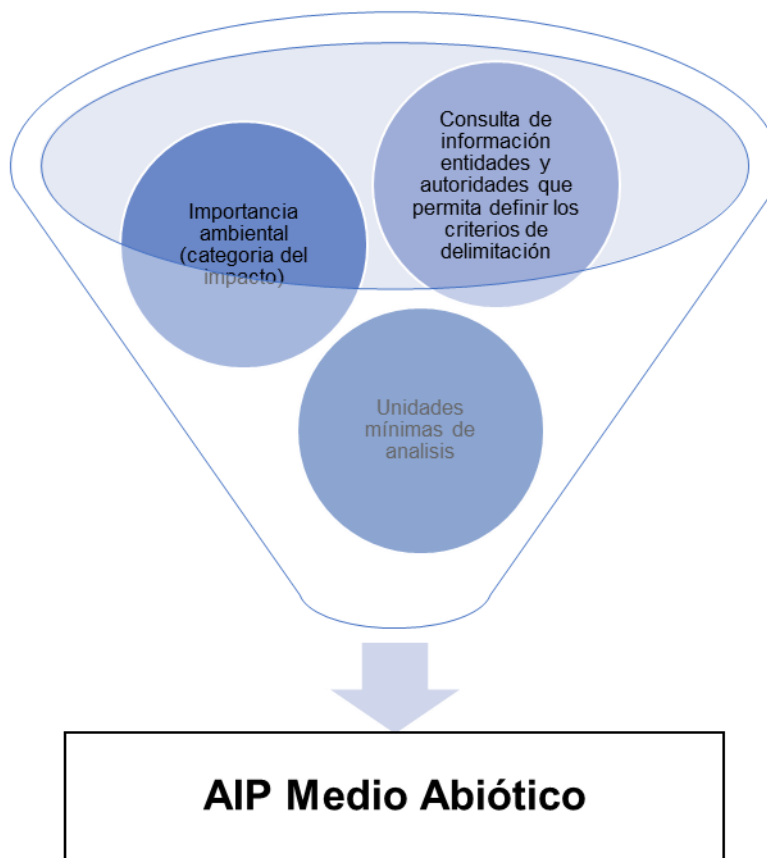 Consulta de
información
entidades y
autoridades que
permita definir los
criterios de
delimitación
Importancia
ambiental
(categoria del
impacto)
Unidades
mínimas de
analisis
AIP Medio Abiótico